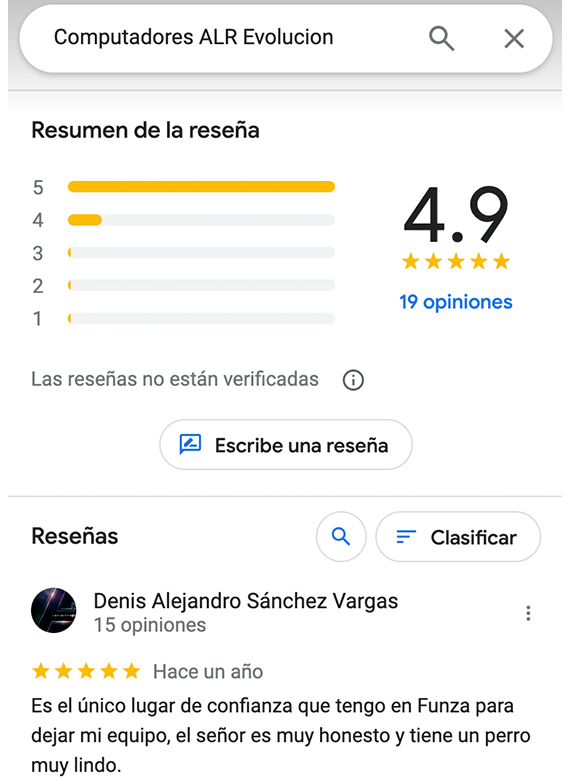 Computadores ALR Evolucion
Resumen de la reseña
5
4
3
2
1
4.9
19 opiniones
Las reseñas no están verificadas
Escribe una reseña
Reseñas
Clasificar
Denis Alejandro Sánchez Vargas
15 opiniones
Hace un año
Es el único lugar de confianza que tengo en Funza para
dejar mi equipo, el señor es muy honesto y tiene un perro
muy lindo.